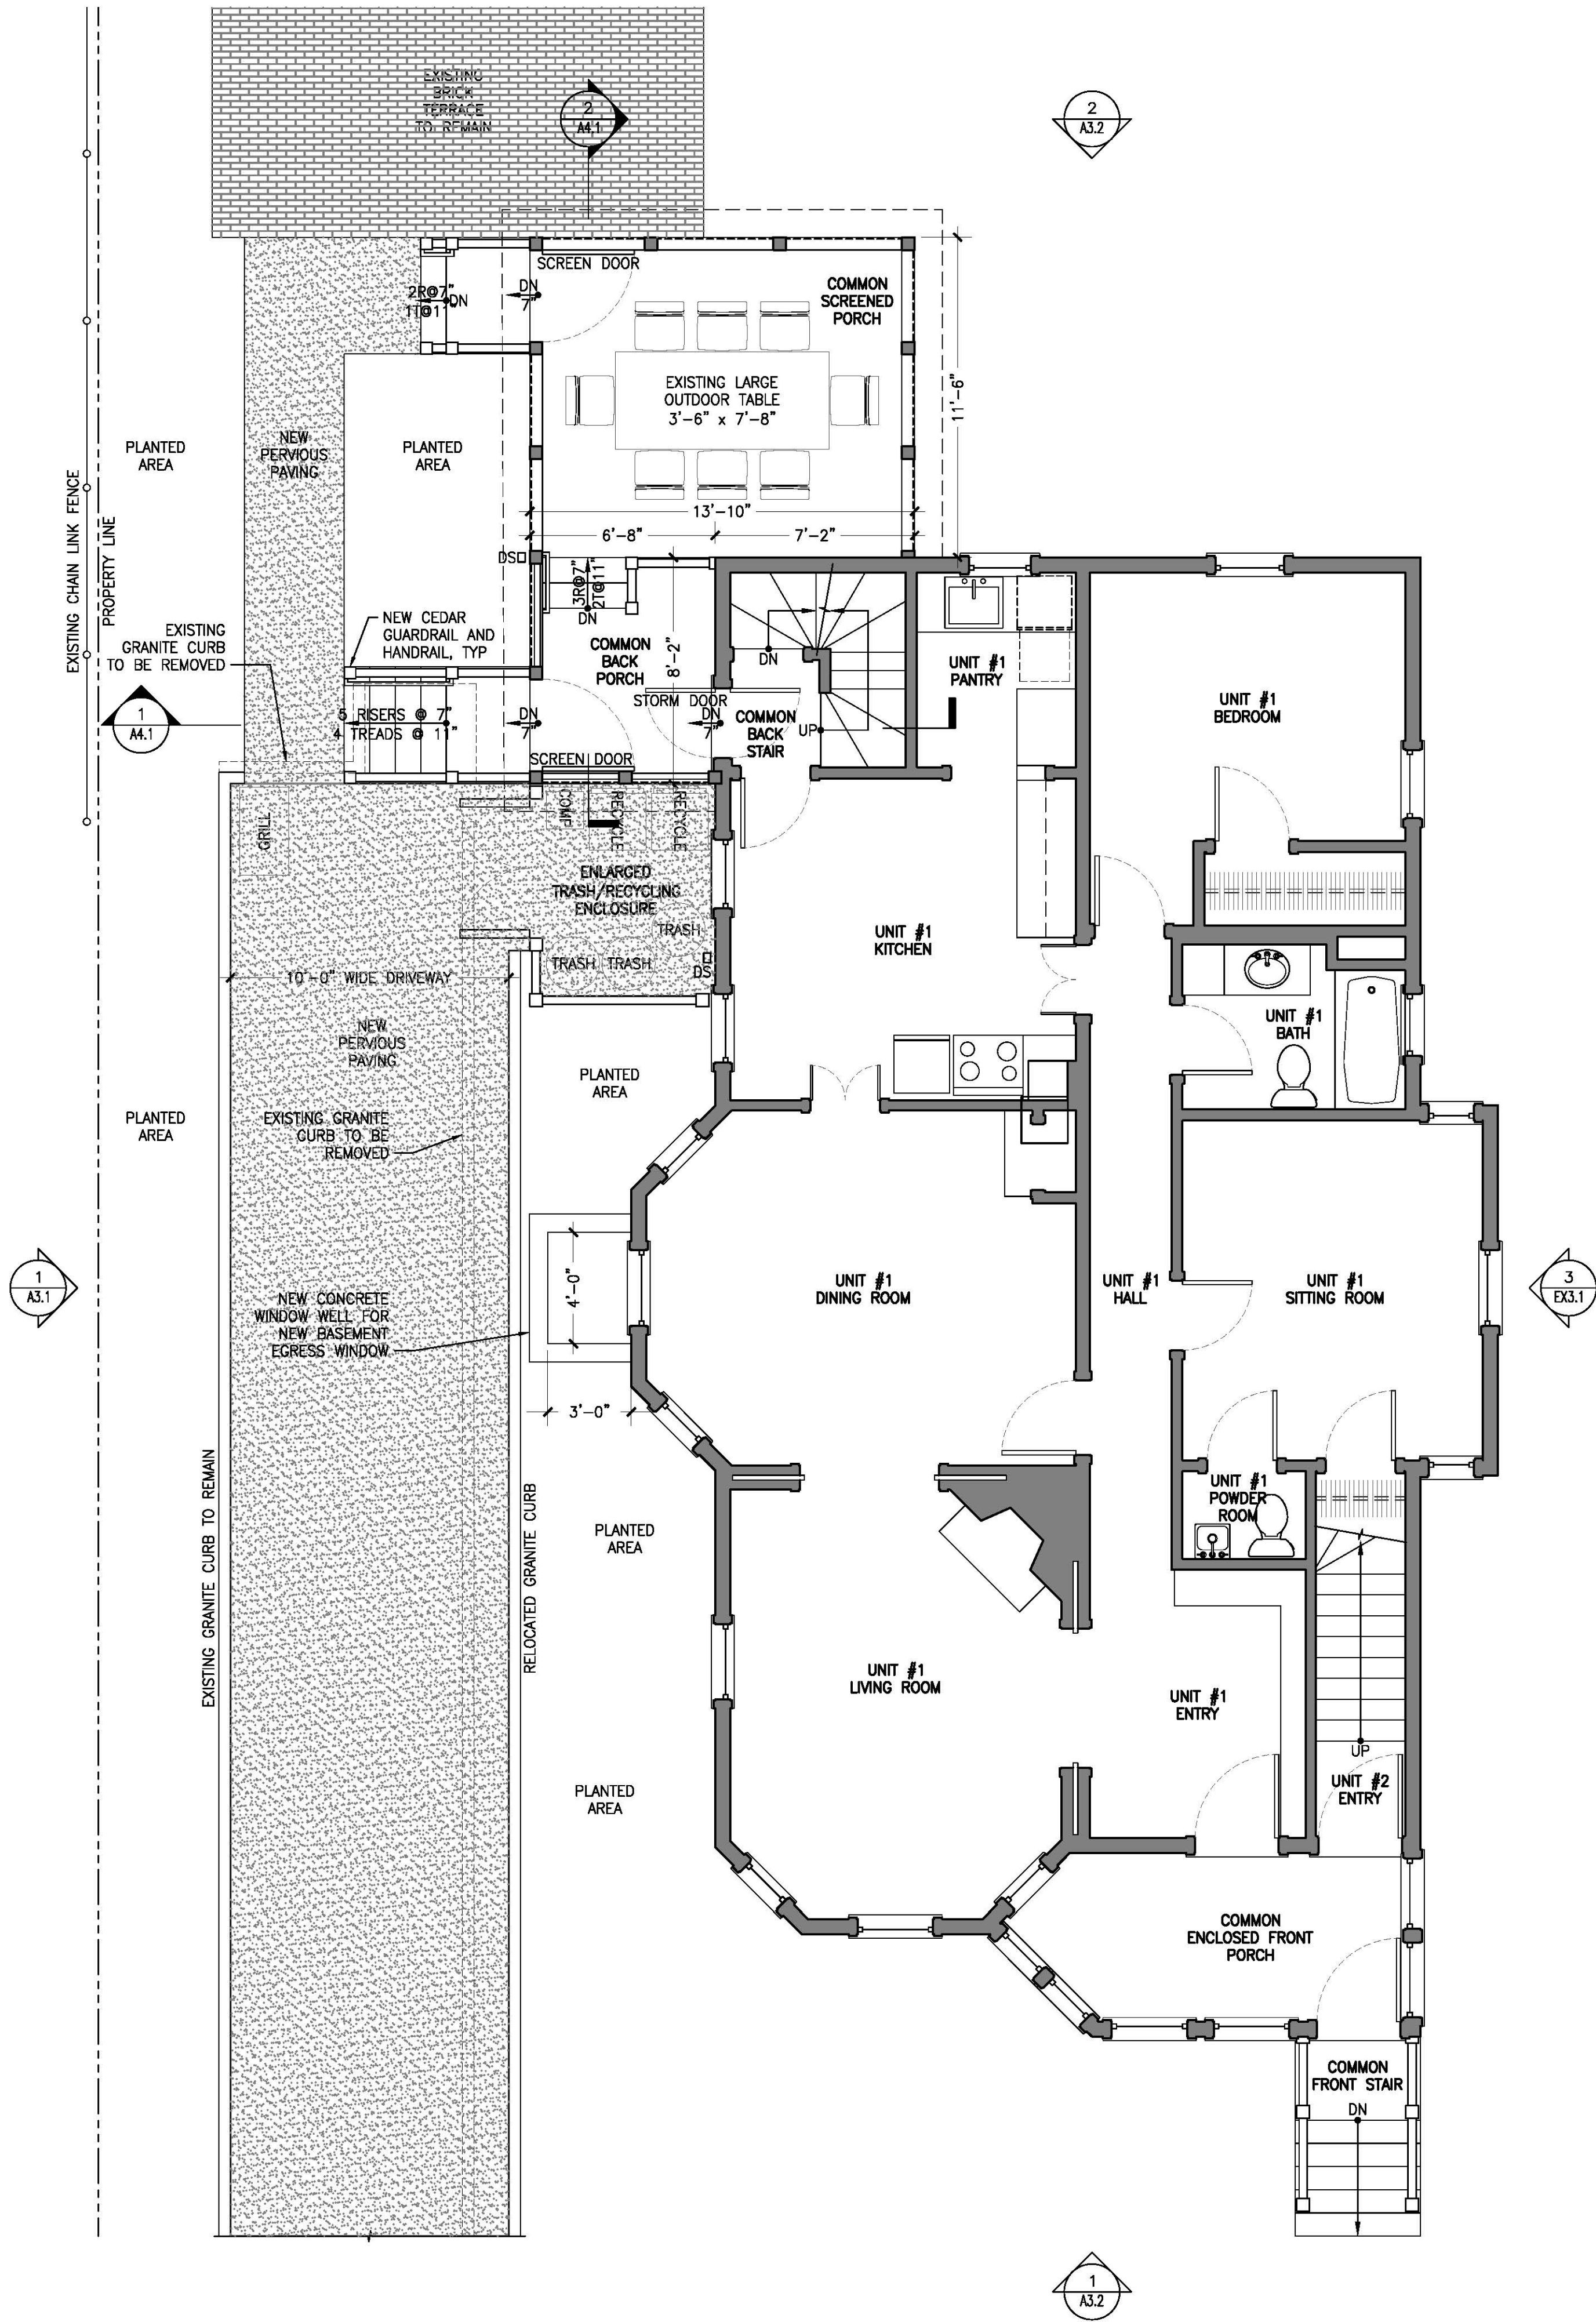 EXISTING
BRICK
TERRACE
TO REMAIN
2
A4.1
2
A3.2
SCREEN DOOR
DN
7"
2R@7"
1T@11"
DN
COMMON
SCREENED
PORCH
EXISTING LARGE
OUTDOOR TABLE
3'-6" x 7'-8"
11'-6"
PLANTED
AREA
NEW
PERVIOUS
PAVING
PLANTED
AREA
EXISTING CHAIN LINK FENCE
PROPERTY LINE
13'-10"
6'-8"
7'-2"
DS
3R@7"
2T@11"
DN
NEW CEDAR
GUARDRAIL AND
HANDRAIL, TYP
EXISTING
GRANITE CURB
TO BE REMOVED
COMMON
BACK
PORCH
8'-2"
DN
UNIT #1
PANTRY
UNIT #1
BEDROOM
1
A4.1
5 RISERS @ 7"
4 TREADS @ 11"
DN
7"
STORM DOOR
DN
7"
COMMON
BACK
STAIR
UP
SCREEN DOOR
GRILL
COMP
RECYCLE
RECYCLE
ENLARGED
TRASH/RECYCLING
ENCLOSURE
TRASH
TRASH
TRASH
DS
UNIT #1
KITCHEN
10'-0" WIDE DRIVEWAY
NEW
PERVIOUS
PAVING
UNIT #1
BATH
PLANTED
AREA
PLANTED
AREA
EXISTING GRANITE
CURB TO BE
REMOVED
1
A3.1
4'-0"
UNIT #1
DINING ROOM
UNIT #1
HALL
UNIT #1
SITTING ROOM
3
EX3.1
NEW CONCRETE
WINDOW WELL FOR
NEW BASEMENT
EGRESS WINDOW
3'-0"
EXISTING GRANITE CURB TO REMAIN
RELOCATED GRANITE CURB
PLANTED
AREA
UNIT #1
POWDER
ROOM
UNIT #1
LIVING ROOM
UNIT #1
ENTRY
UP
UNIT #2
ENTRY
PLANTED
AREA
COMMON
ENCLOSED FRONT
PORCH
COMMON
FRONT STAIR
DN
1
A3.2